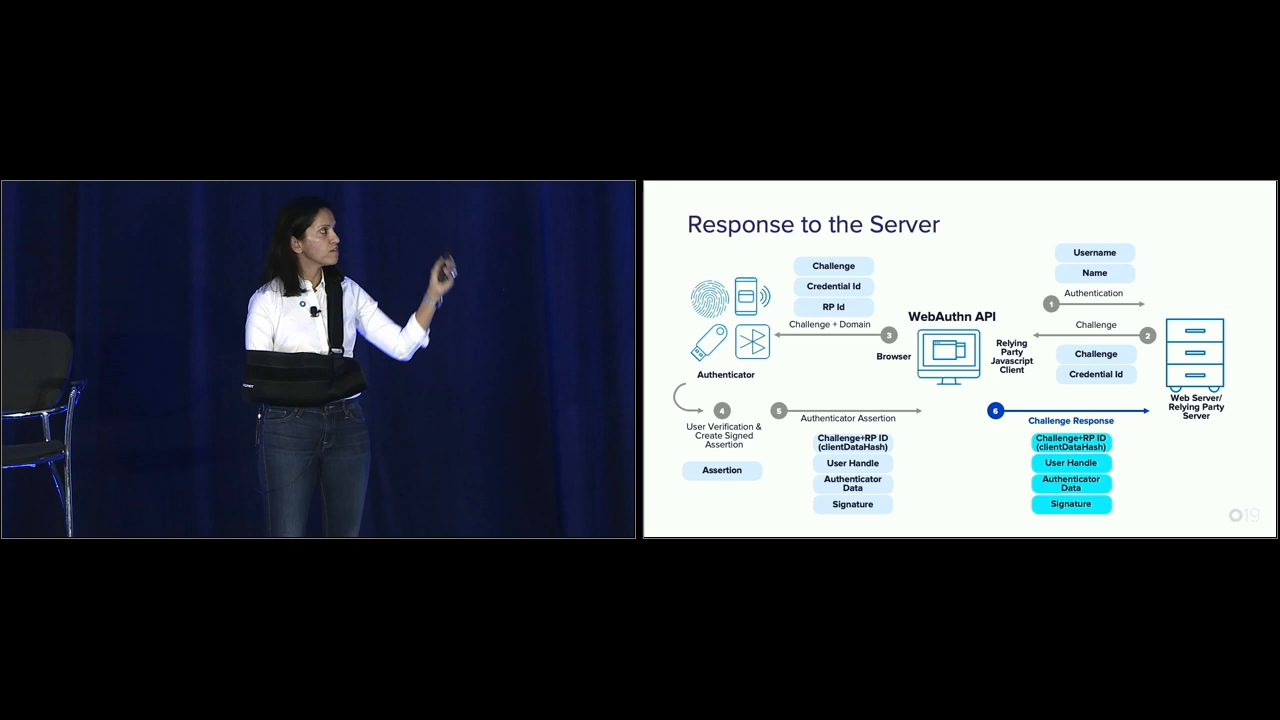 Response to the Server
Challenge
Credential Id
RP Id
Challenge + Domain
3
Authenticator
Browser
WebAuthn API
Relying
Party
Javascript
Client
Username
Name
Authentication
1
Challenge
2
Challenge
Credential Id
Web Server/
Relying Party
Server
4
User Verification &
Create Signed
Assertion
Assertion
5
Authenticator Assertion
Challenge+RP ID
(clientDataHash)
User Handle
Authenticator
Data
Signature
6
Challenge Response
Challenge+RP ID
(clientDataHash)
User Handle
Authenticator
Data
Signature
O19